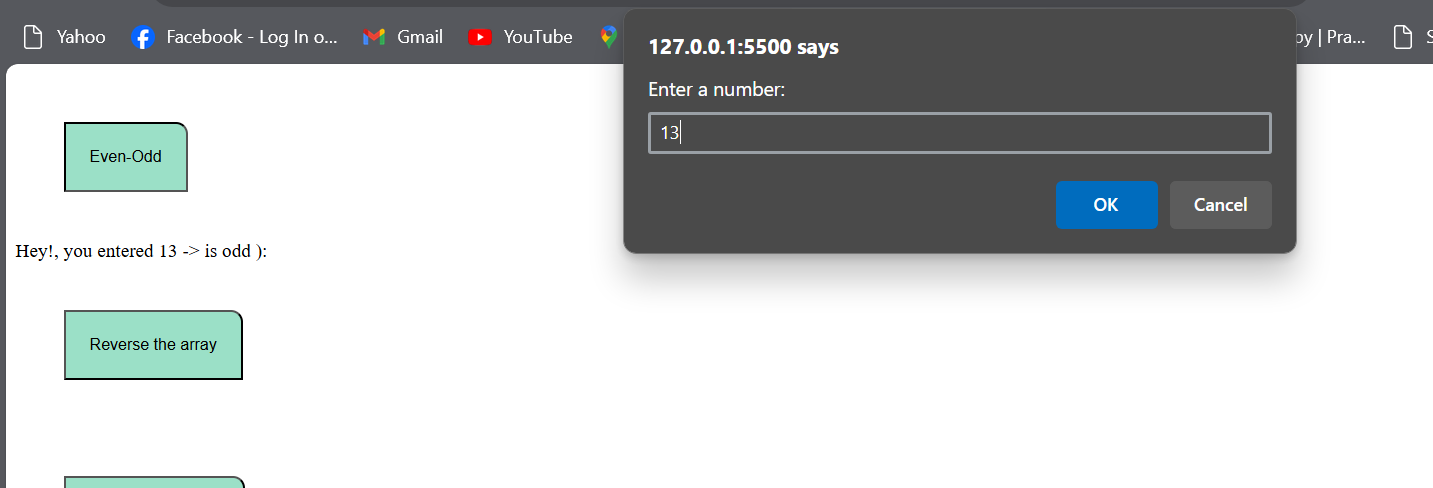 Yahoo
Facebook - Log In o...
Gmail
YouTube
127.0.0.1:5500 says
Enter a number:
13
OK
Cancel
Pra...
Even-Odd
Hey!, you entered 13 -> is odd ):
Reverse the array